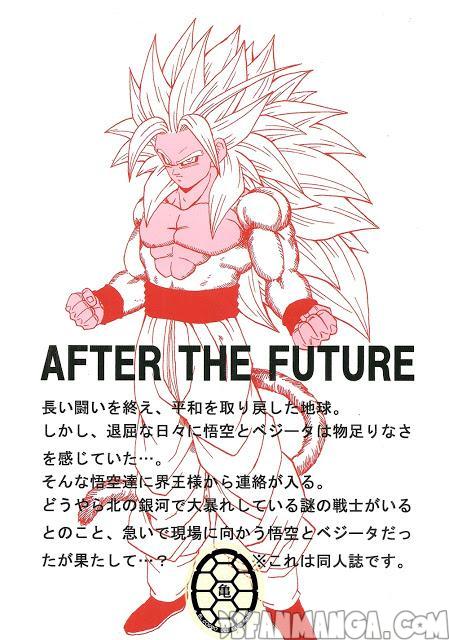 AFTER THE FUTURE
長い闘いを終え、平和を取り戻した地球。
しかし、退屈な日々に悟空とベジータは物足りなさ
を感じていた…。
そんな悟空達に界王様から連絡が入る。
どうやら北の銀河で大暴れしている謎の戦士がいる
とのこと、急いで現場に向かう悟空とベジータだっ
たが果たして…? ※これは同人誌です。
亀
DBFANMANGA.COM